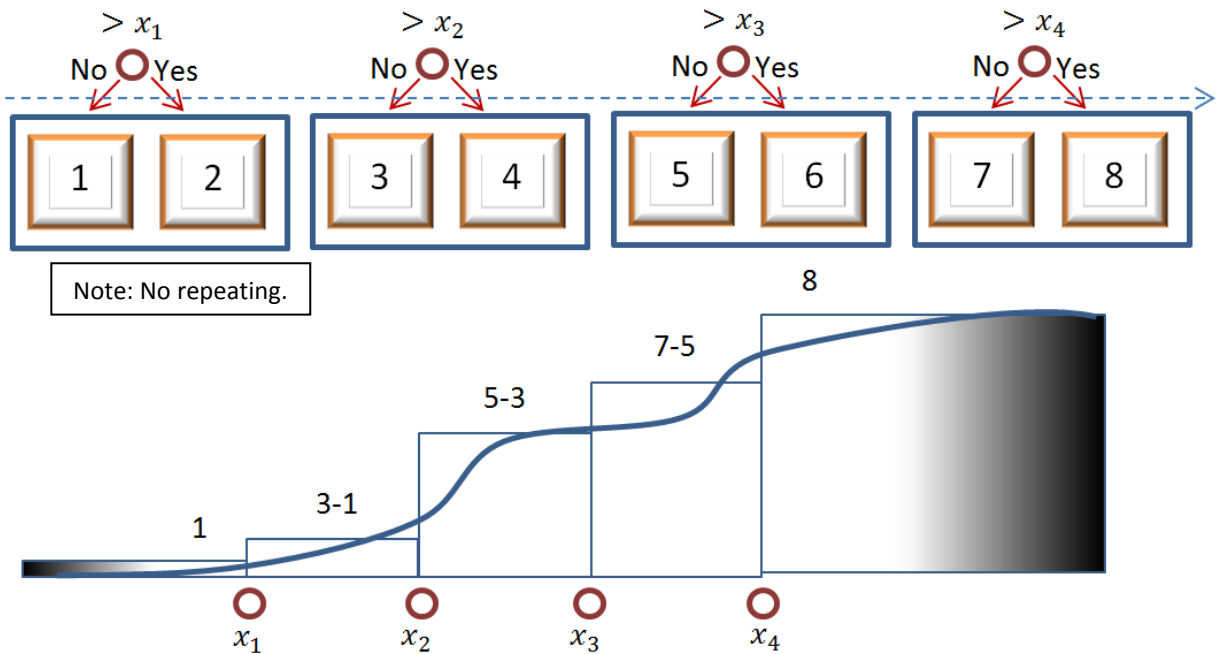 > x₁ > x₂ > x₃ > x₄
No Yes No Yes No Yes No Yes
1 2 3 4 5 6 7 8
Note: No repeating.
8
7-5
5-3
3-1
1
x₁ x₂ x₃ x₄